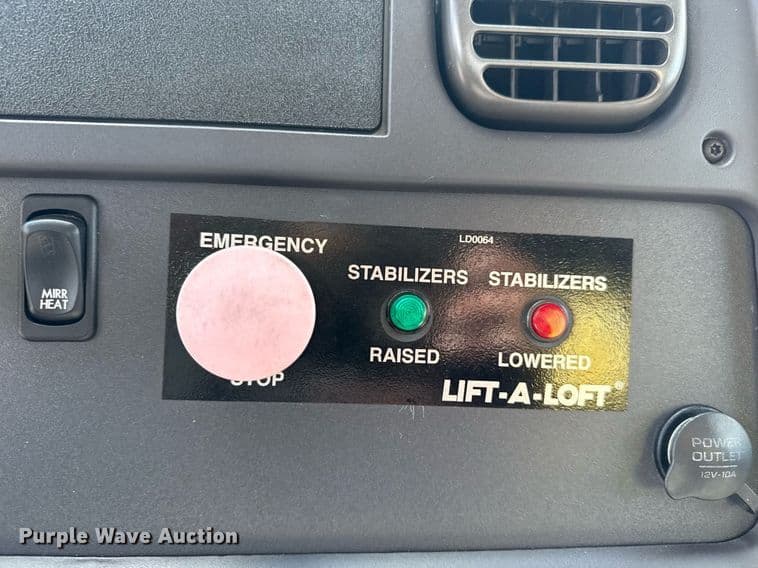 EMERGENCY
LD0064
STABILIZERS
STABILIZERS
MIRR
HEAT
RAISED
LOWERED
STOP
LIFT-A-LOFT®
POWER
OUTLET
12V-10A
Purple Wave Auction